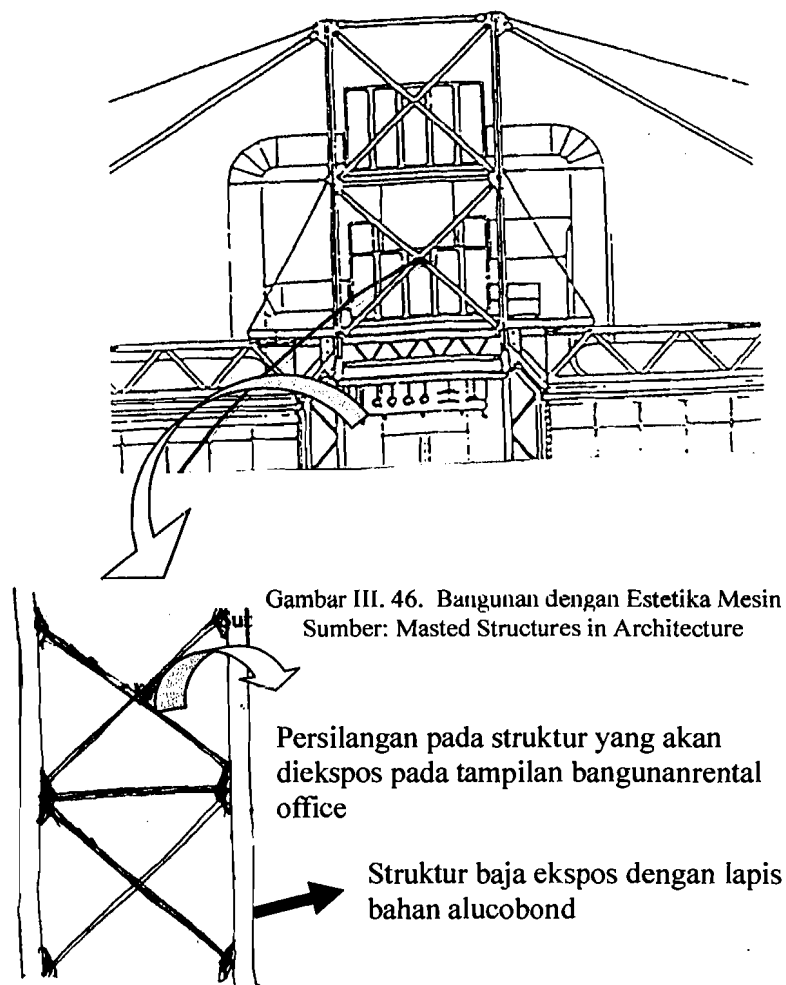 Gambar III. 46. Bangunan dengan Estetika Mesin
Sut
Sumber: Masted Structures in Architecture
Persilangan pada struktur yang akan
diekspos pada tampilan bangunanrental
office
Struktur baja ekspos dengan lapis
bahan alucobond